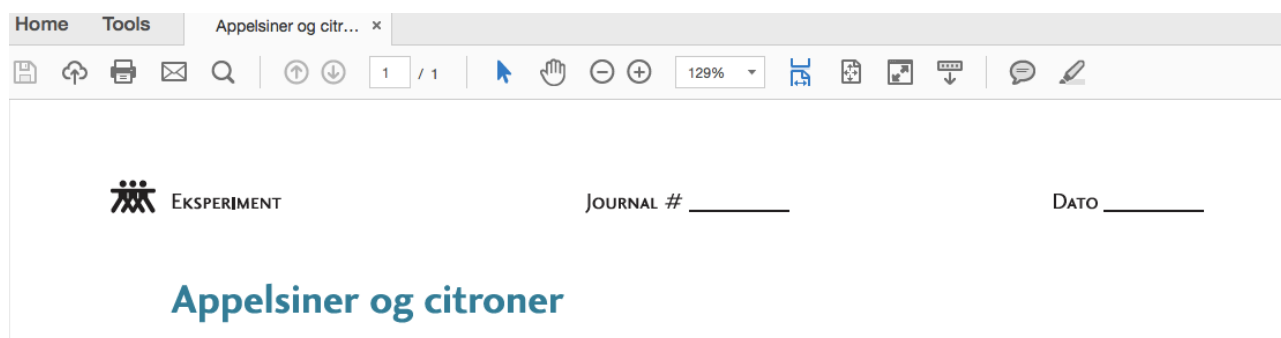 Home Tools Appelsiner og citr... ×
1 / 1 129%
EKSPERIMENT JOURNAL # DATO
Appelsiner og citroner